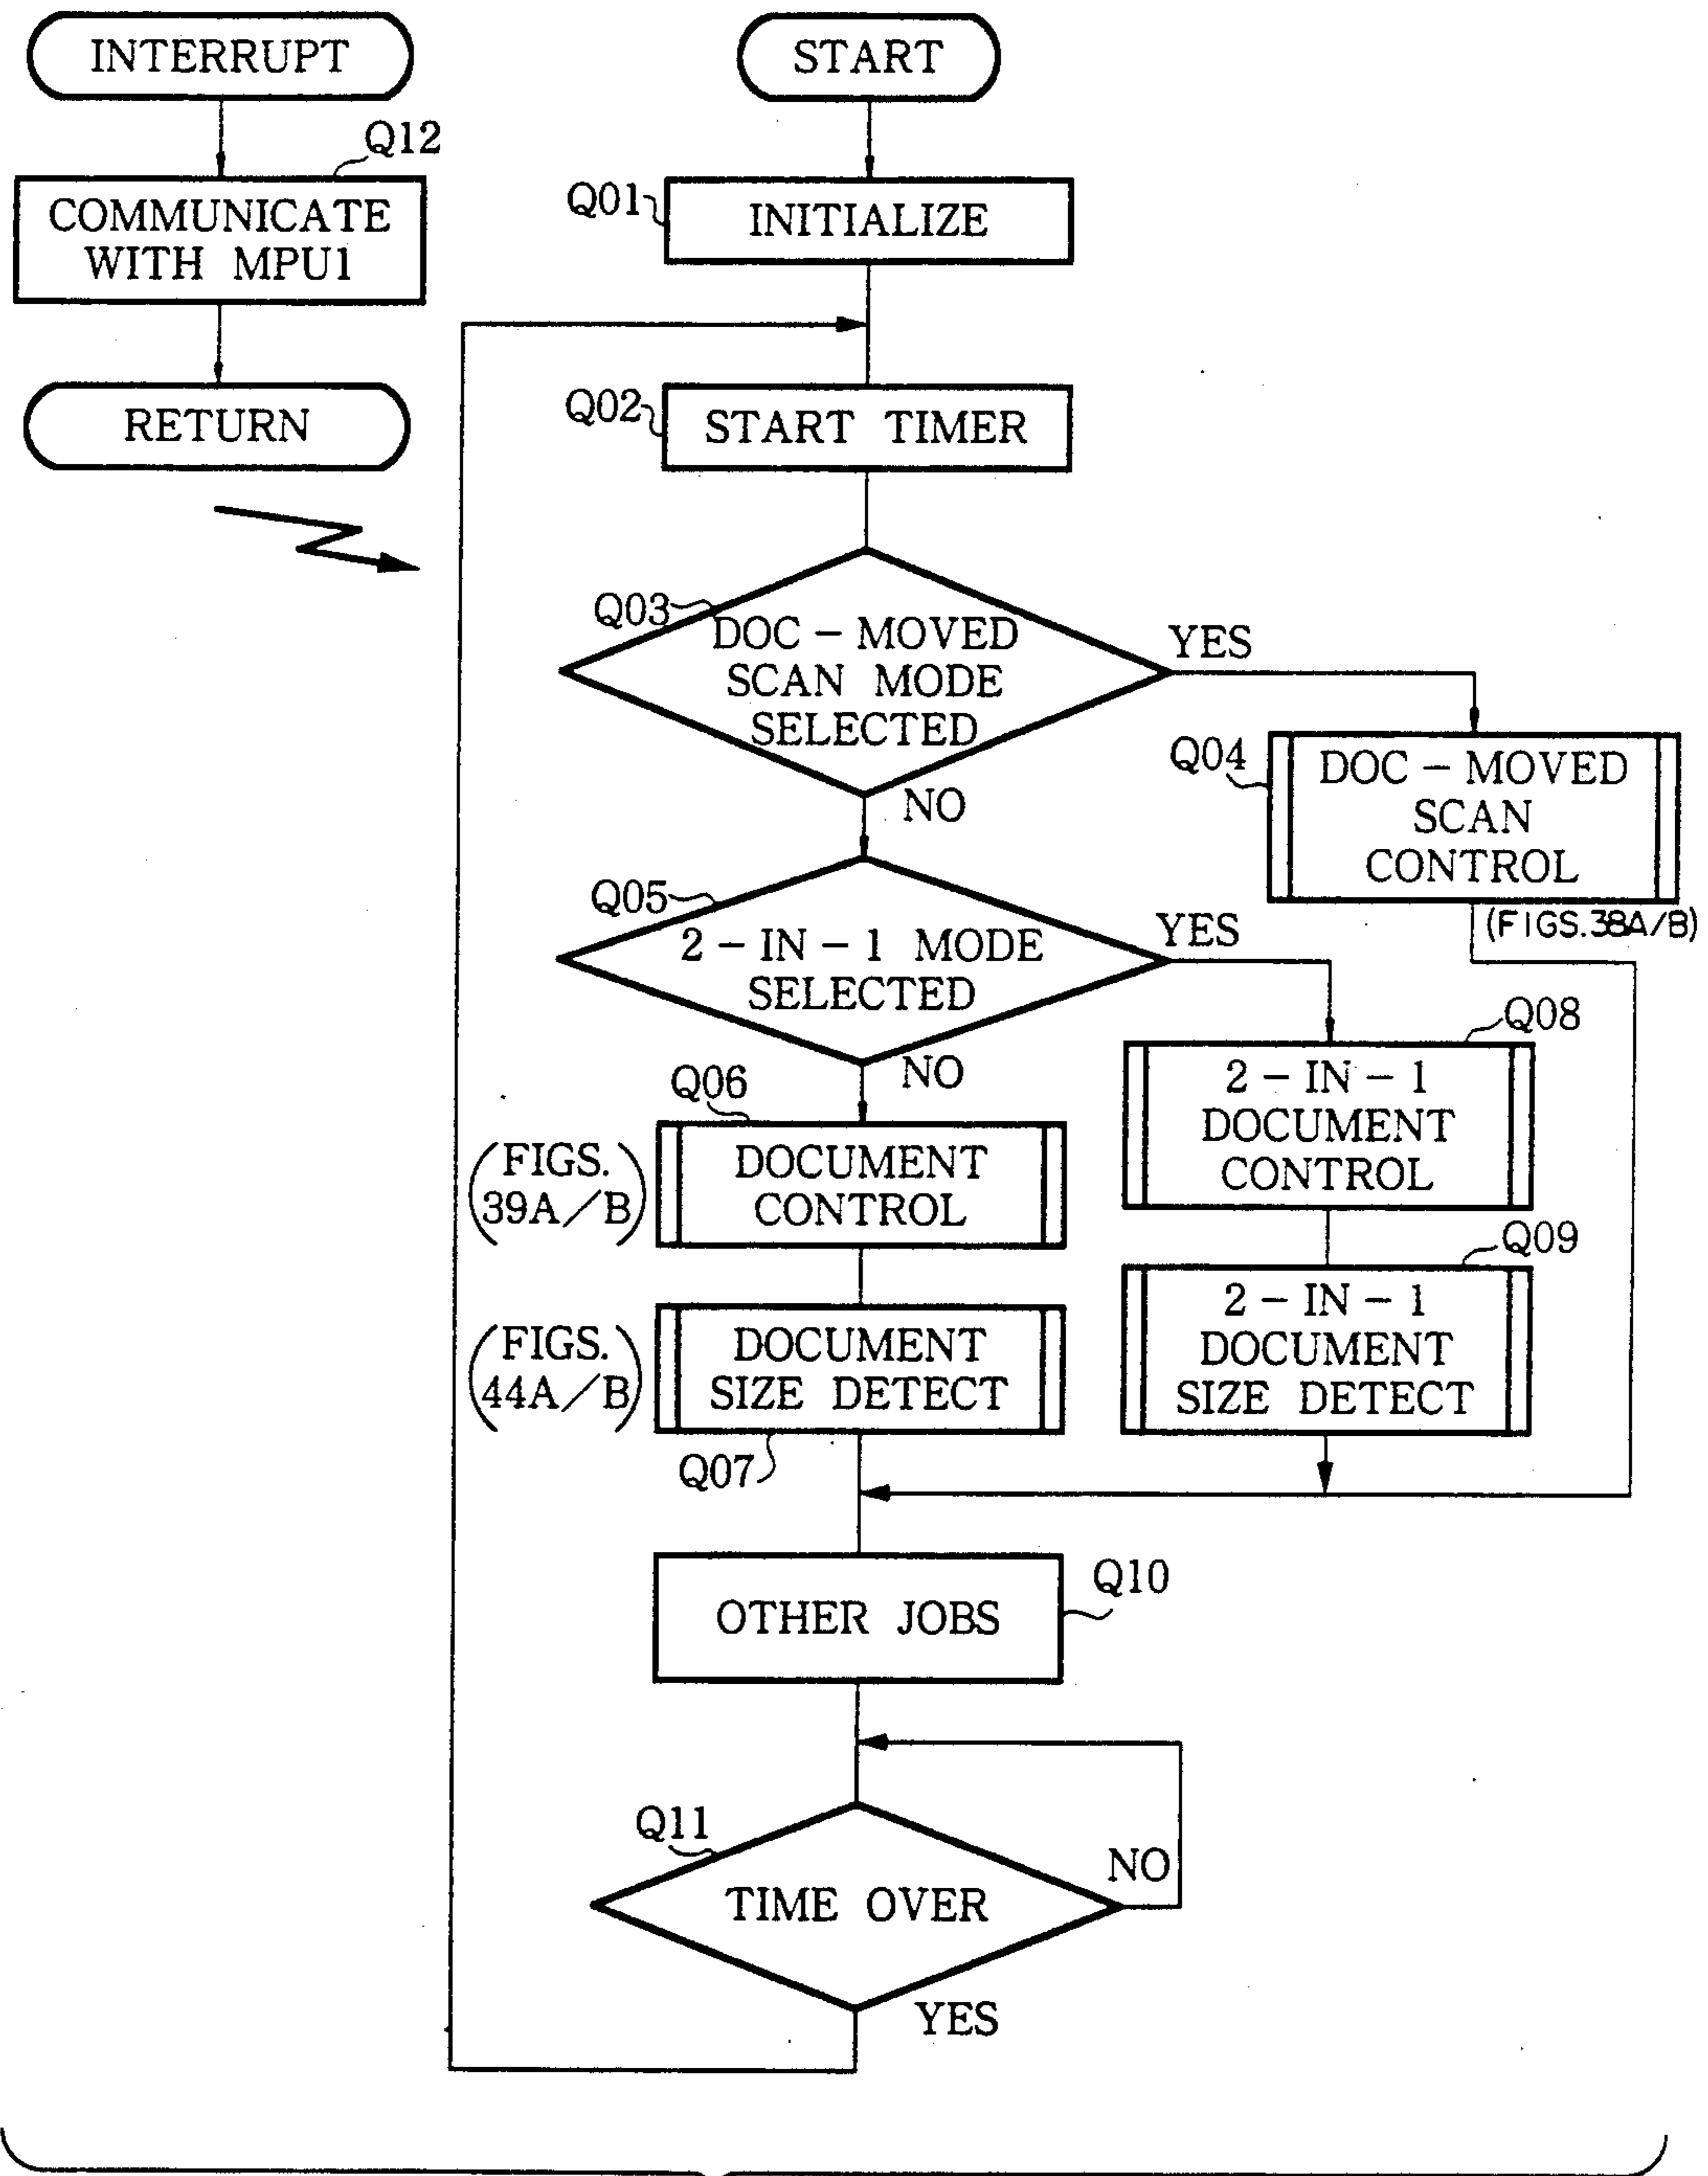 INTERRUPT
Q12
COMMUNICATE
WITH MPU1
RETURN
START
Q01
INITIALIZE
Q02
START TIMER
Q03
DOC - MOVED
SCAN MODE
SELECTED
YES
NO
Q04
DOC - MOVED
SCAN
CONTROL
(FIGS.38A/B)
Q05
2 - IN - 1 MODE
SELECTED
YES
NO
Q06
(FIGS.
39A/B)
DOCUMENT
CONTROL
(FIGS.
44A/B)
DOCUMENT
SIZE DETECT
Q07
Q08
2 - IN - 1
DOCUMENT
CONTROL
Q09
2 - IN - 1
DOCUMENT
SIZE DETECT
Q10
OTHER JOBS
Q11
TIME OVER
NO
YES